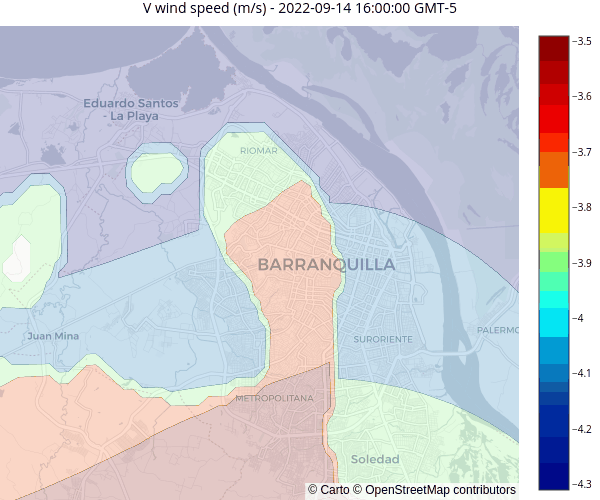 V wind speed (m/s) - 2022-09-14 16:00:00 GMT-5
−3.5
−3.6
−3.7
−3.8
−3.9
−4
−4.1
−4.2
−4.3
Eduardo Santos
- La Playa
RIOMAR
BARRANQUILLA
Juan Mina
SURORIENTE
PALERMO
METROPOLITANA
Soledad
© Carto © OpenStreetMap contributors